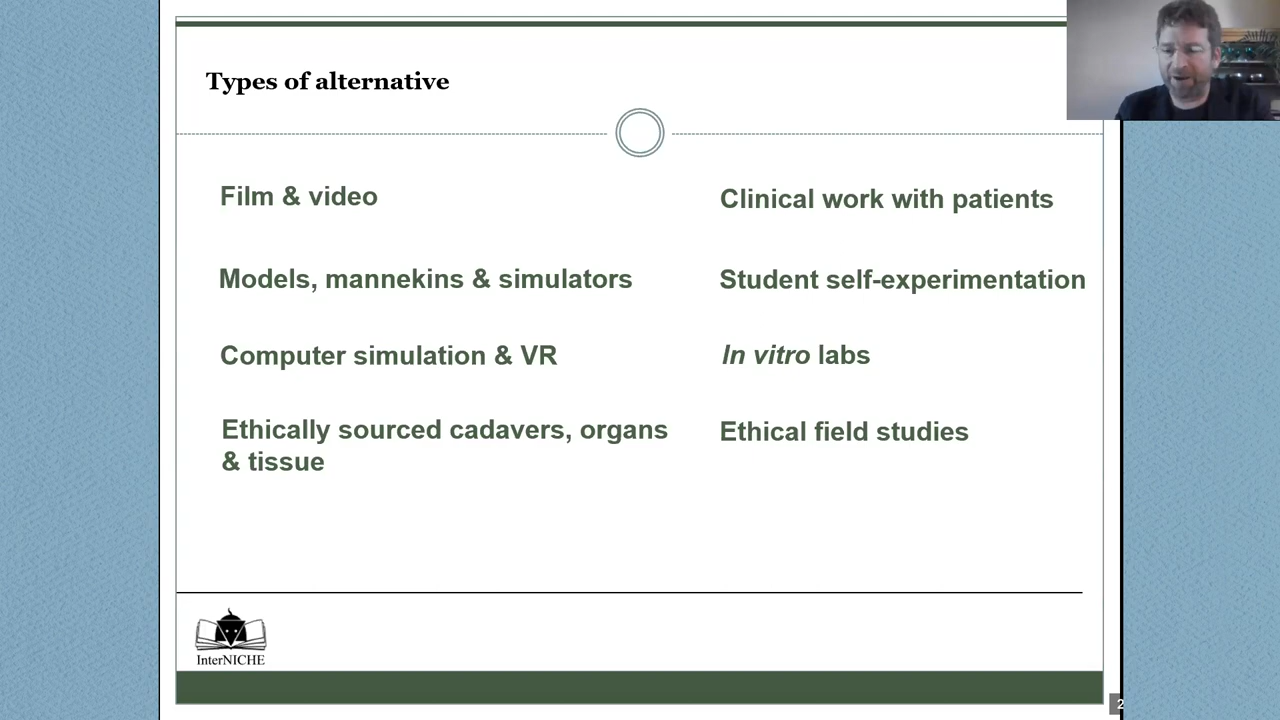 Types of alternative
Film & video
Models, mannekins & simulators
Computer simulation & VR
Ethically sourced cadavers, organs
& tissue
Clinical work with patients
Student self-experimentation
In vitro labs
Ethical field studies
InterNICHE
2